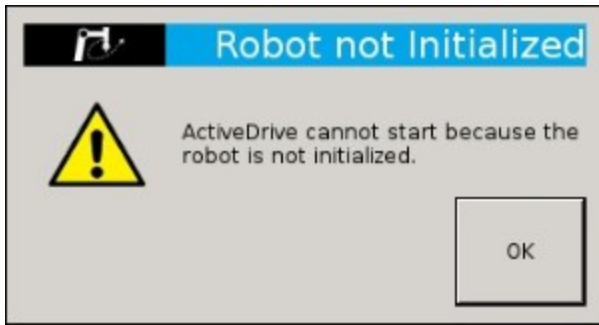 Robot not Initialized
ActiveDrive cannot start because the
robot is not initialized.
OK